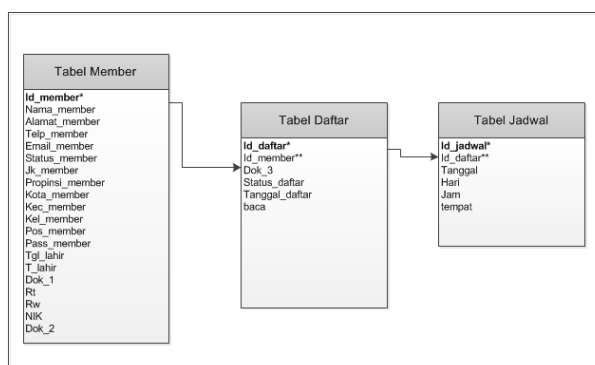 Tabel Member
Id_member*
Nama_member
Alamat_member
Telp_member
Email_member
Status_member
Jk_member
Propinsi_member
Kota_member
Kec_member
Kel_member
Pos_member
Pass_member
Tgl_lahir
T_lahir
Dok_1
Rt
Rw
NIK
Dok_2
Tabel Daftar
Id_daftar*
Id_member**
Dok_3
Status_daftar
Tanggal_daftar
baca
Tabel Jadwal
Id_jadwal*
Id_daftar**
Tanggal
Hari
Jam
tempat